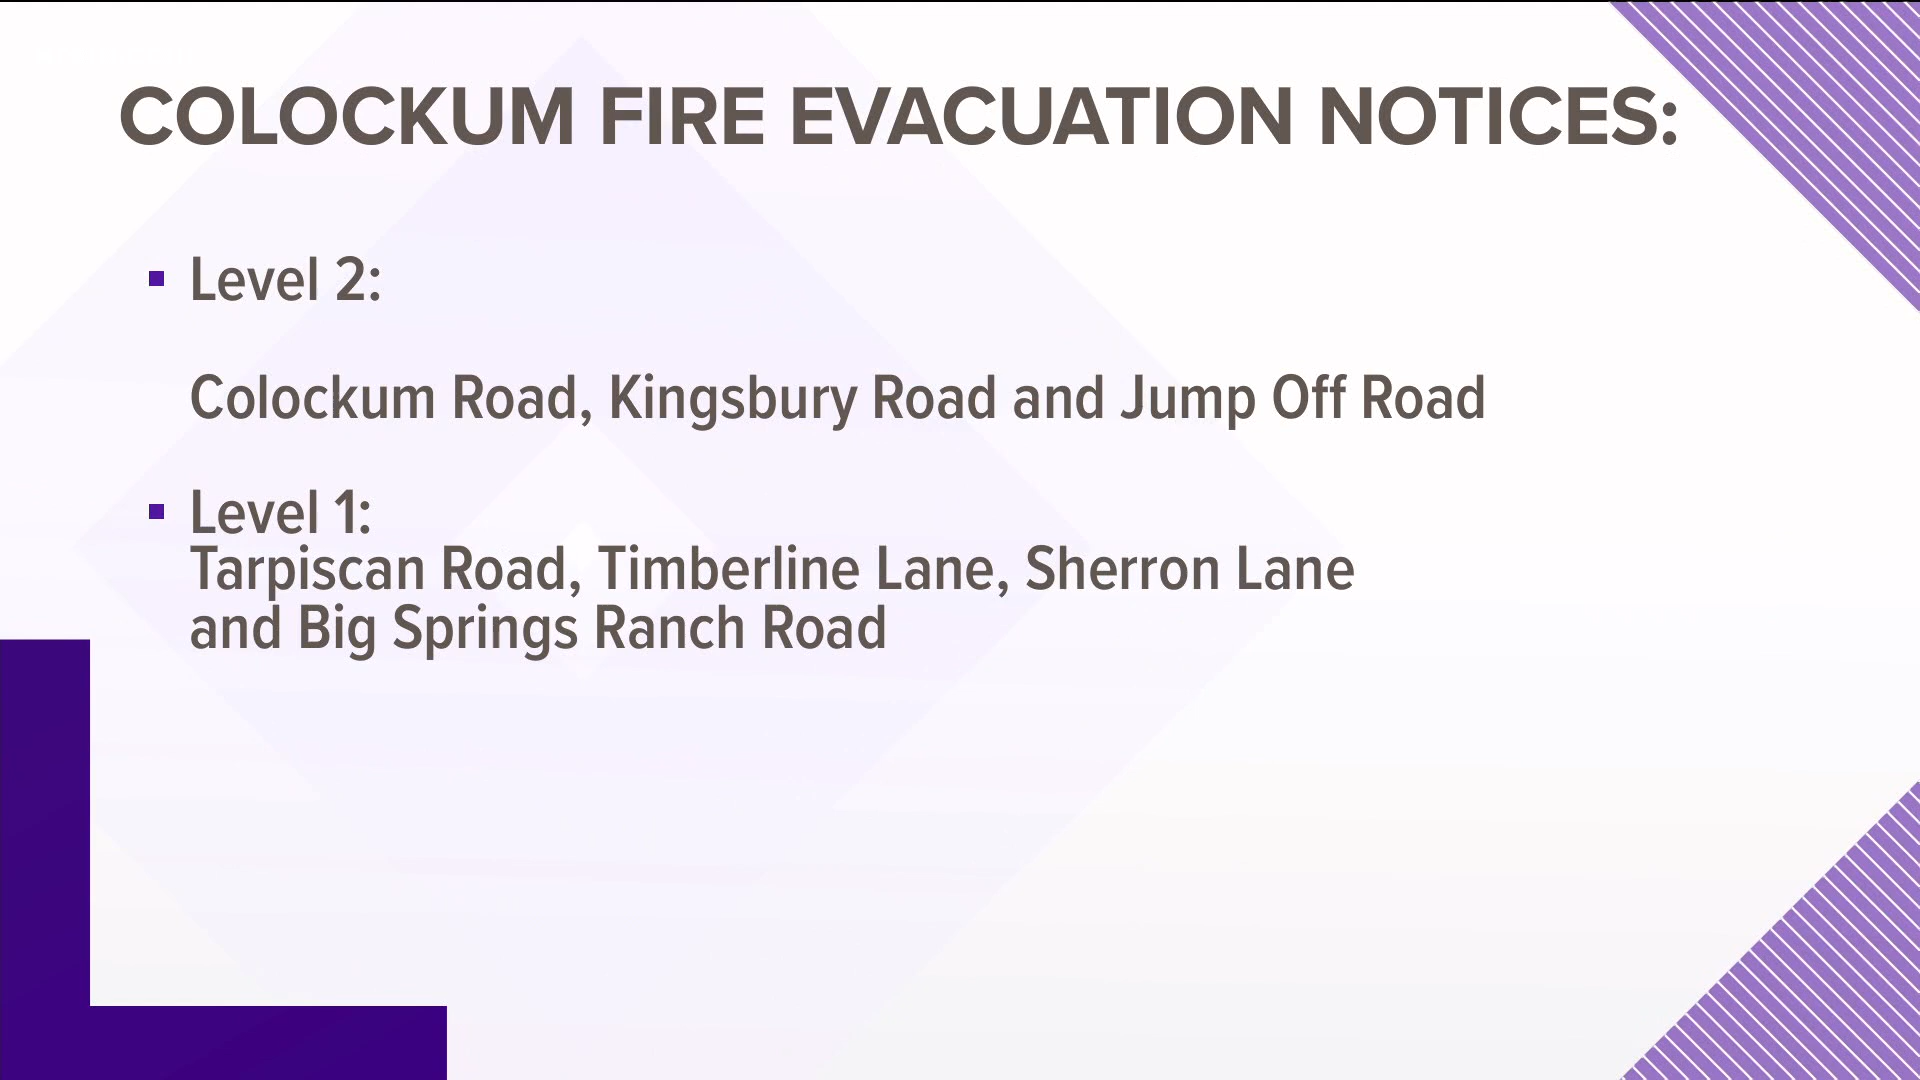 COLOCKUM FIRE EVACUATION NOTICES:
Level 2:
Colockum Road, Kingsbury Road and Jump Off Road
Level 1:
Tarpiscan Road, Timberline Lane, Sherron Lane
and Big Springs Ranch Road